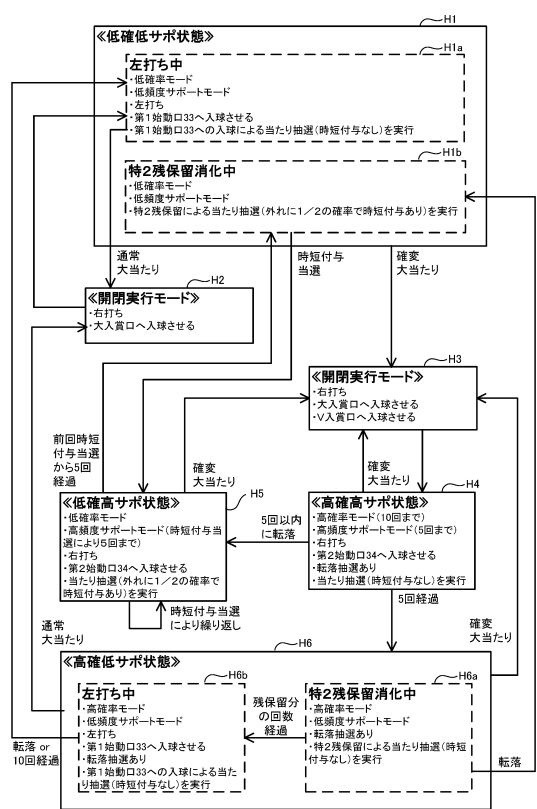 H1
≪低確低サポ状態≫
H1a
左打ち中
・低確率モード
・低頻度サポートモード
・左打ち
・第1始動口33へ入球させる
・第1始動口33への入球による当たり抽選(時短付与なし)を実行
H1b
特2残保留消化中
・低確率モード
・低頻度サポートモード
・特2残保留による当たり抽選(外れに1/2の確率で時短付与あり)を実行
通常
大当たり
時短付与
当選
確変
大当たり
H2
≪開閉実行モード≫
・右打ち
・大入賞口へ入球させる
H3
≪開閉実行モード≫
・右打ち
・大入賞口へ入球させる
・V入賞口へ入球させる
前回時短
付与当選
から5回
経過
確変
大当たり
確変
大当たり
H5
≪低確高サポ状態≫
・低確率モード
・高頻度サポートモード(時短付与当
選により5回まで)
・右打ち
・第2始動口34へ入球させる
・当たり抽選(外れに1/2の確率で
時短付与あり)を実行
5回以内
に転落
H4
≪高確高サポ状態≫
・高確率モード(10回まで)
・高頻度サポートモード(5回まで)
・右打ち
・第2始動口34へ入球させる
・転落抽選あり
・当たり抽選(時短付与なし)を実行
時短付与当選
により繰り返し
5回経過
通常
大当たり
確変
大当たり
H6
≪高確低サポ状態≫
H6b
左打ち中
・高確率モード
・低頻度サポートモード
・左打ち
・第1始動口33へ入球させる
・転落抽選あり
・第1始動口33への入球による当た
り抽選(時短付与なし)を実行
残保留分
の回数
経過
H6a
特2残保留消化中
・高確率モード
・低頻度サポートモード
・転落抽選あり
・特2残保留による当たり抽選(時短
付与なし)を実行
転落 or
10回経過
転落